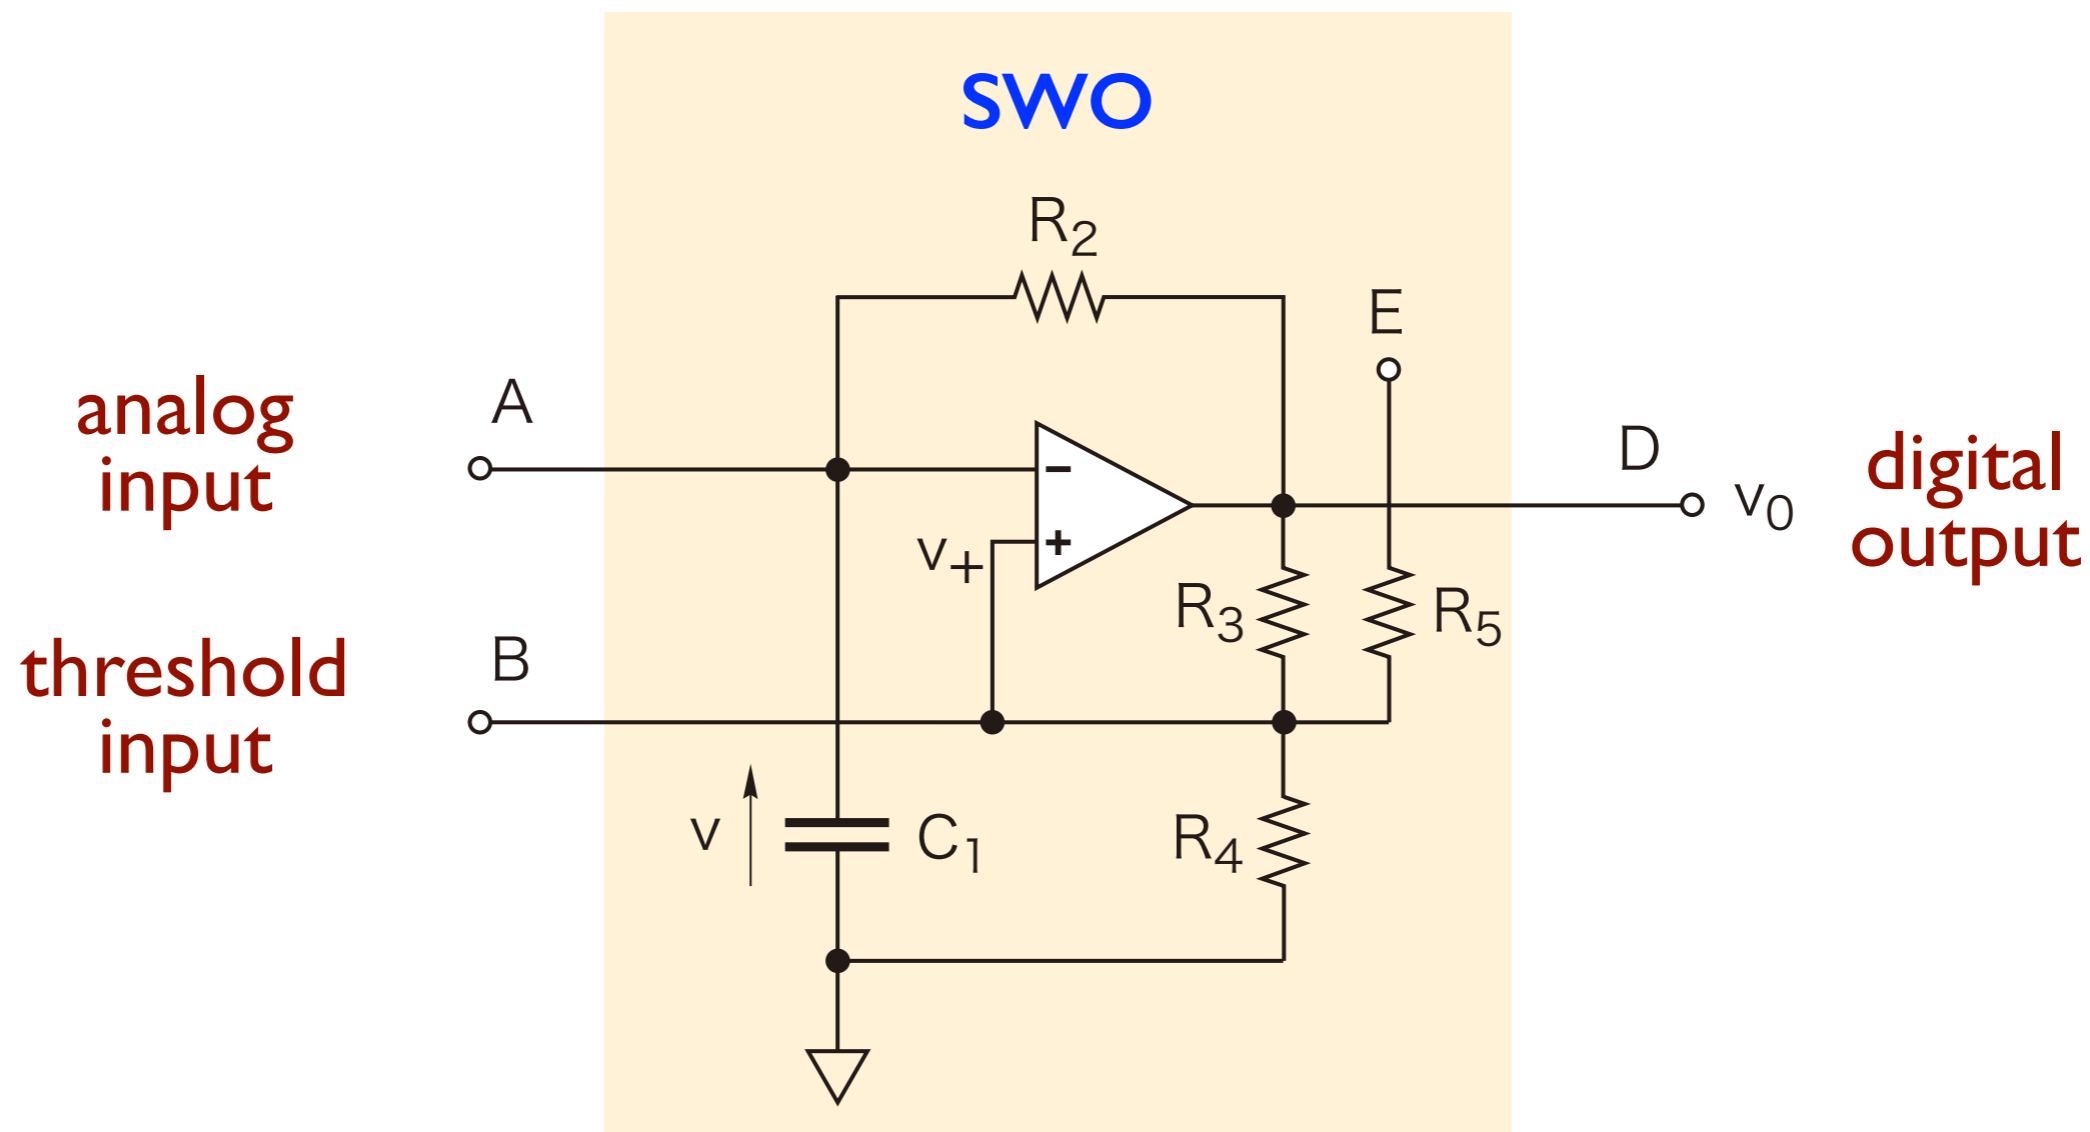 SWO
R2
E
A
analog
input
D
v0
digital
output
−
+
v+
R3
R5
B
threshold
input
v
C1
R4